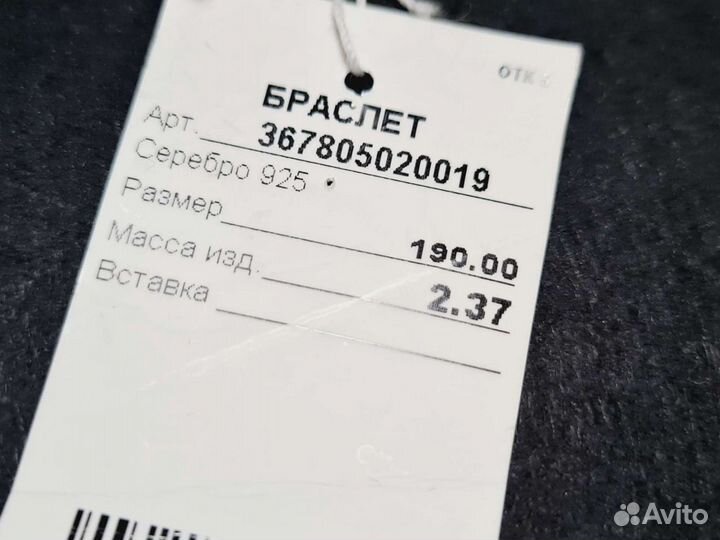 ОТК
БРАСЛЕТ
Арт. 367805020019
Серебро 925
Размер 190.00
Масса изд. 2.37
Вставка
Avito